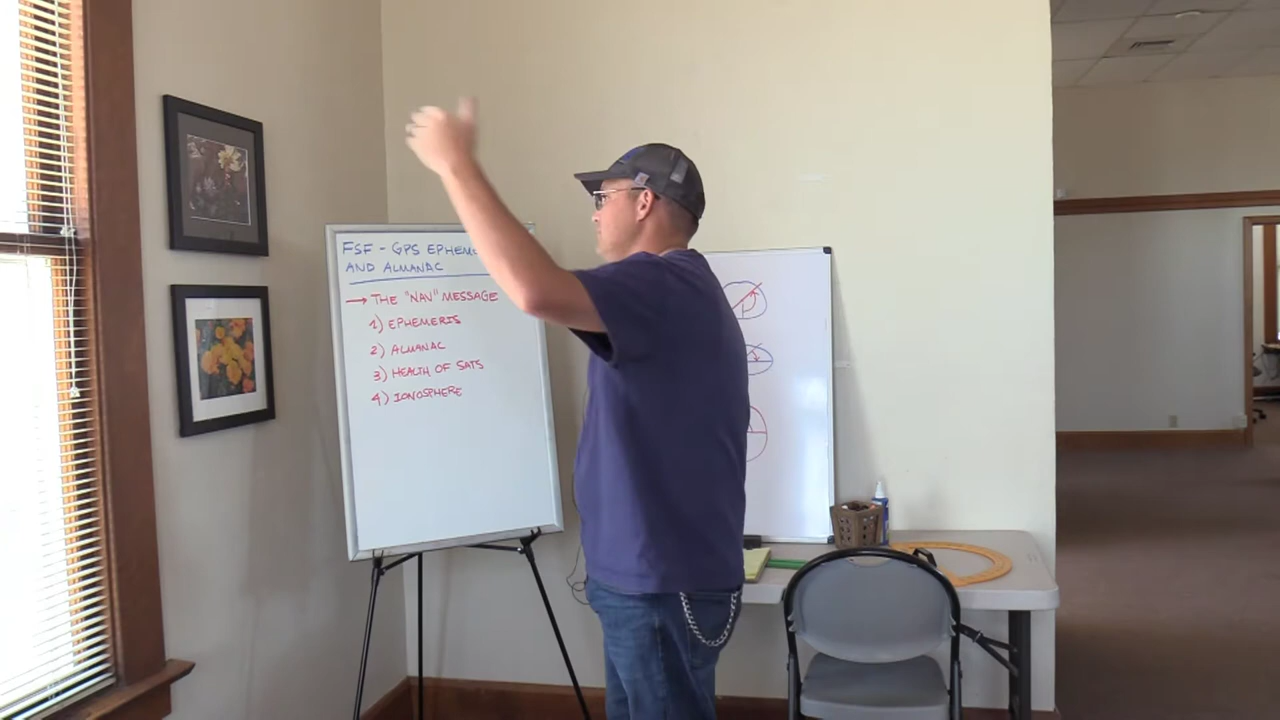 FSF - GPS EPHEM
AND ALMANAC
→ THE "NAV" MESSAGE
1) EPHEMERIS
2) ALMANAC
3) HEALTH OF SATS
4) IONOSPHERE